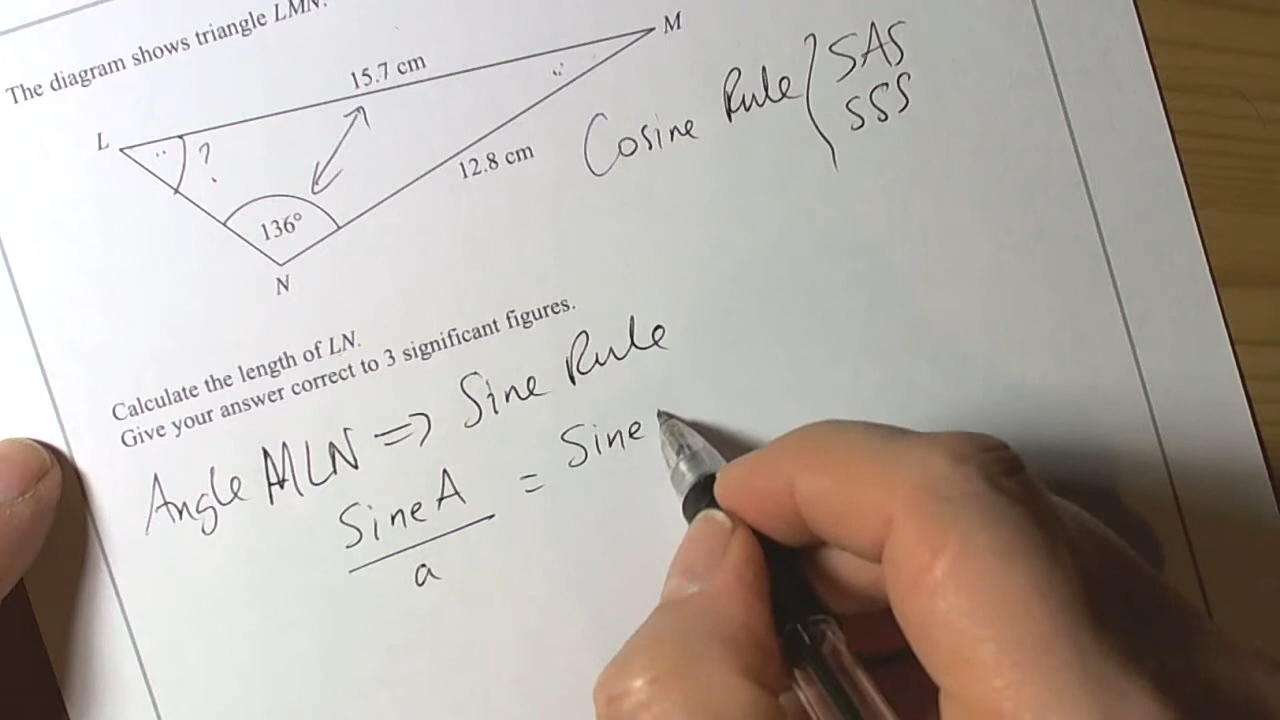 The diagram shows triangle LMN.
M
15.7 cm
L
?
12.8 cm
136°
N
Cosine Rule SAS
SSS
Calculate the length of LN.
Give your answer correct to 3 significant figures.
Angle MLN => Sine Rule
Sine A = Sine
a